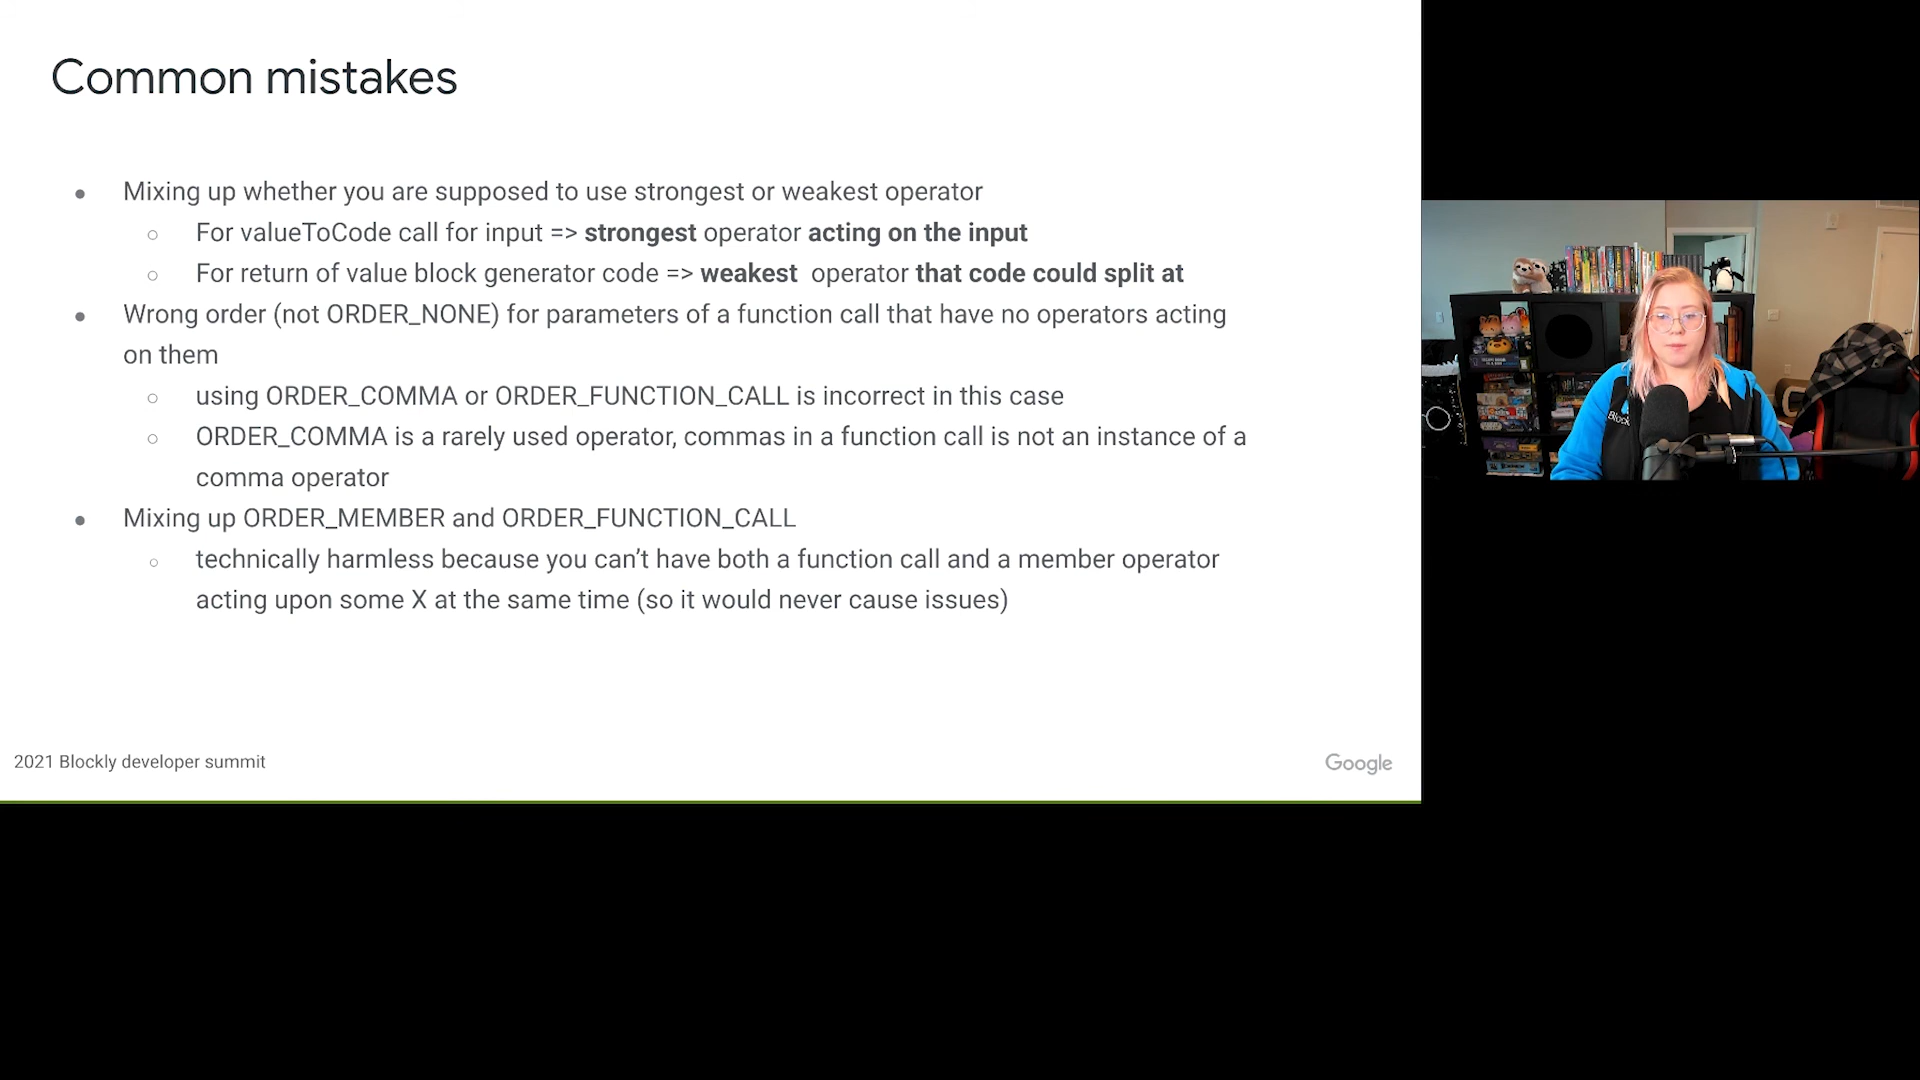 Common mistakes
● Mixing up whether you are supposed to use strongest or weakest operator
○ For valueToCode call for input => strongest operator acting on the input
○ For return of value block generator code => weakest operator that code could split at
● Wrong order (not ORDER_NONE) for parameters of a function call that have no operators acting
on them
○ using ORDER_COMMA or ORDER_FUNCTION_CALL is incorrect in this case
○ ORDER_COMMA is a rarely used operator, commas in a function call is not an instance of a
comma operator
● Mixing up ORDER_MEMBER and ORDER_FUNCTION_CALL
○ technically harmless because you can’t have both a function call and a member operator
acting upon some X at the same time (so it would never cause issues)
2021 Blockly developer summit
Google